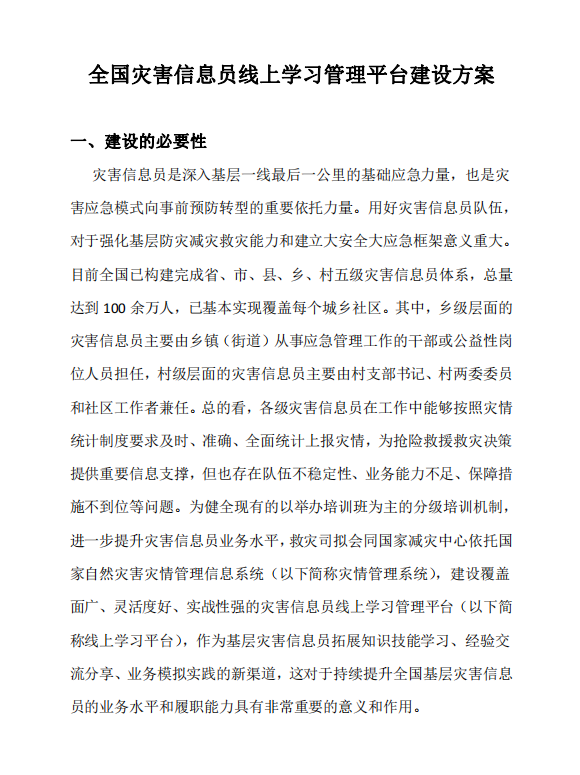 全国灾害信息员线上学习管理平台建设方案
一、建设的必要性
灾害信息员是深入基层一线最后一公里的基础应急力量，也是灾
害应急模式向事前预防转型的重要依托力量。用好灾害信息员队伍，
对于强化基层防灾减灾救灾能力和建立大安全大应急框架意义重大。
目前全国已构建完成省、市、县、乡、村五级灾害信息员体系，总量
达到 100 余万人，已基本实现覆盖每个城乡社区。其中，乡级层面的
灾害信息员主要由乡镇（街道）从事应急管理工作的干部或公益性岗
位人员担任，村级层面的灾害信息员主要由村支部书记、村两委委员
和社区工作者兼任。总的看，各级灾害信息员在工作中能够按照灾情
统计制度要求及时、准确、全面统计上报灾情，为抢险救援救灾决策
提供重要信息支撑，但也存在队伍不稳定性、业务能力不足、保障措
施不到位等问题。为健全现有的以举办培训班为主的分级培训机制，
进一步提升灾害信息员业务水平，救灾司拟会同国家减灾中心依托国
家自然灾害灾情管理信息系统（以下简称灾情管理系统），建设覆盖
面广、灵活度好、实战性强的灾害信息员线上学习管理平台（以下简
称线上学习平台），作为基层灾害信息员拓展知识技能学习、经验交
流分享、业务模拟实践的新渠道，这对于持续提升全国基层灾害信息
员的业务水平和履职能力具有非常重要的意义和作用。